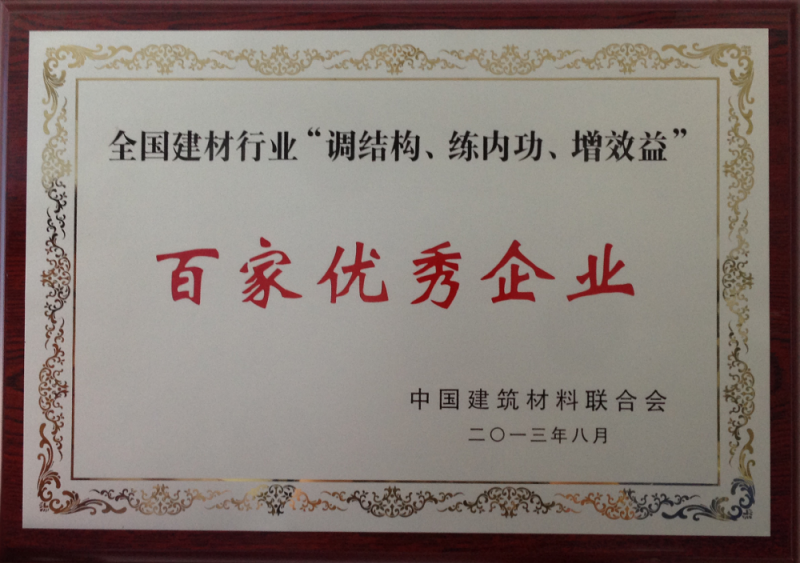 全国建材行业“调结构、练内功、增效益”
百家优秀企业
中国建筑材料联合会
二〇一三年八月